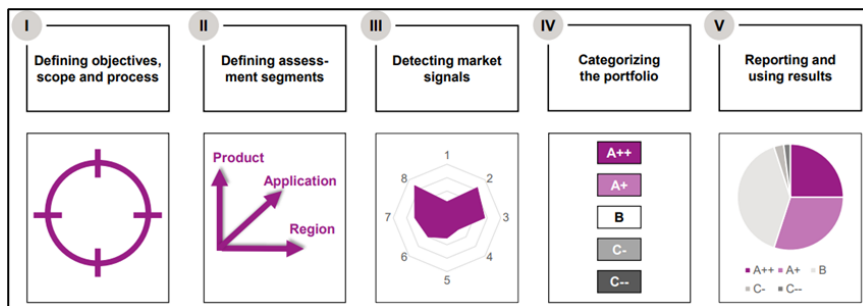 I
Defining objectives,
scope and process
II
Defining assess-
ment segments
III
Detecting market
signals
IV
Categorizing
the portfolio
V
Reporting and
using results
Product
Application
Region
1
2
3
4
5
6
7
8
A++
A+
B
C-
C--
A++ A+ B
C- C--